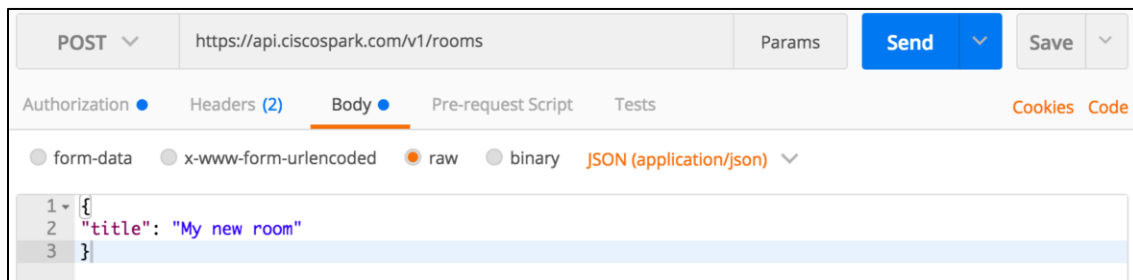 POST https://api.ciscospark.com/v1/rooms Params Send Save
Authorization Headers (2) Body Pre-request Script Tests Cookies Code
form-data x-www-form-urlencoded raw binary JSON (application/json)
1 {
2 "title": "My new room"
3 }